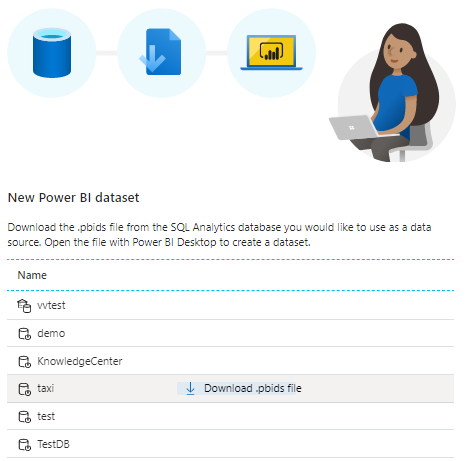 New Power BI dataset
Download the .pbids file from the SQL Analytics database you would like to use as a data
source. Open the file with Power BI Desktop to create a dataset.
Name
vvtest
demo
KnowledgeCenter
taxi Download .pbids file
test
TestDB